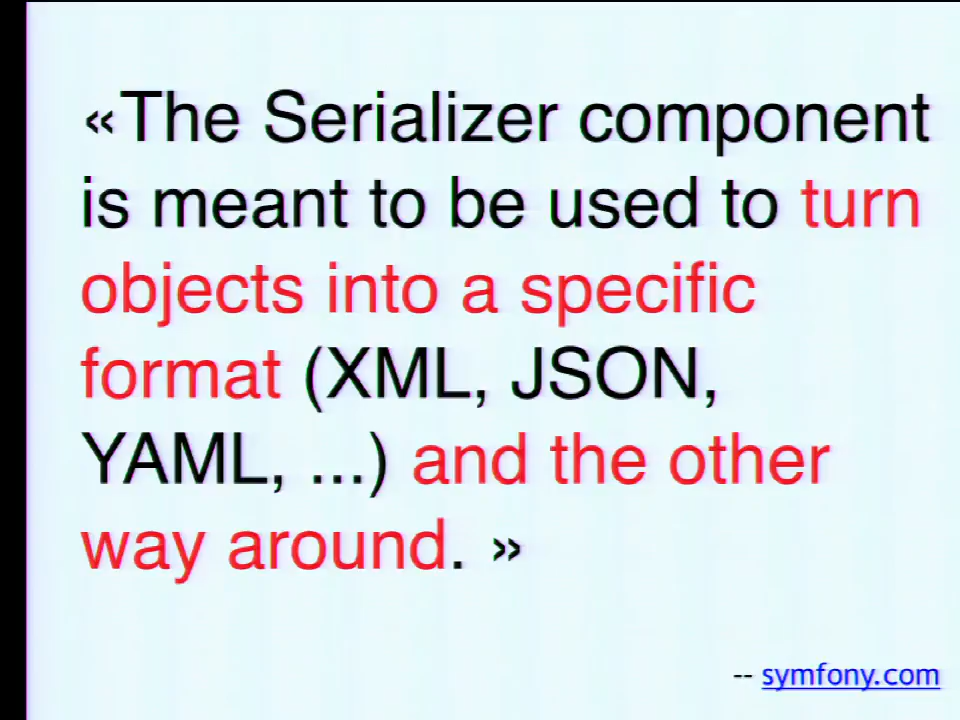 «The Serializer component
is meant to be used to turn
objects into a specific
format (XML, JSON,
YAML, ...) and the other
way around. »
-- symfony.com